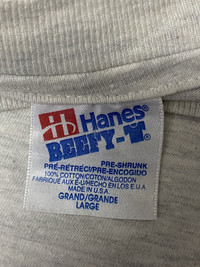 Hanes®
BEEFY-T®
PRE-SHRUNK
PRE-RÉTRÉCI/PRE-ENCOGIDO
100% COTTON/COTON/ALGODON
FABRIQUÉ AUX É-U/HECHO EN LOS E.U.A.
MADE IN U.S.A.
GRAND/GRANDE
LARGE